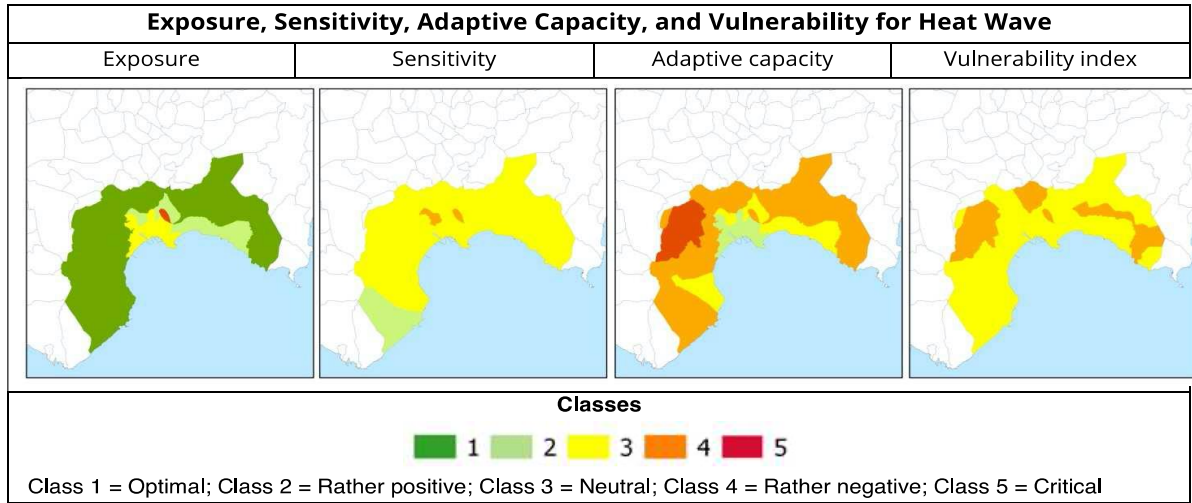 Exposure, Sensitivity, Adaptive Capacity, and Vulnerability for Heat Wave
Exposure Sensitivity Adaptive capacity Vulnerability index
Classes
1 2 3 4 5
Class 1 = Optimal; Class 2 = Rather positive; Class 3 = Neutral; Class 4 = Rather negative; Class 5 = Critical